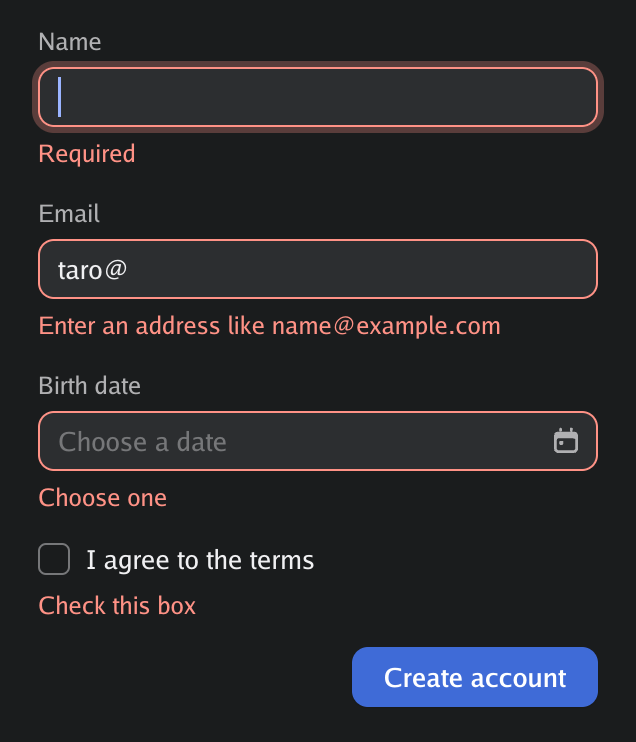 Name
Required
Email
taro@
Enter an address like name@example.com
Birth date
Choose a date
Choose one
I agree to the terms
Check this box
Create account